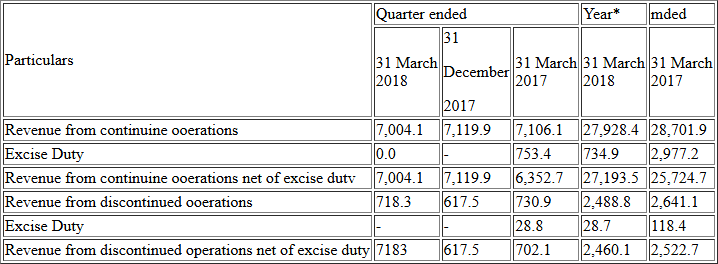 Particulars Quarter ended Year* mded
31 March 2018 31 December 2017 31 March 2017 31 March 2018 31 March 2017
Revenue from continuine ooerations 7,004.1 7,119.9 7,106.1 27,928.4 28,701.9
Excise Duty 0.0 - 753.4 734.9 2,977.2
Revenue from continuine ooerations net of excise dutv 7,004.1 7,119.9 6,352.7 27,193.5 25,724.7
Revenue from discontinued ooerations 718.3 617.5 730.9 2,488.8 2,641.1
Excise Duty - - 28.8 28.7 118.4
Revenue from discontinued operations net of excise duty 7183 617.5 702.1 2,460.1 2,522.7